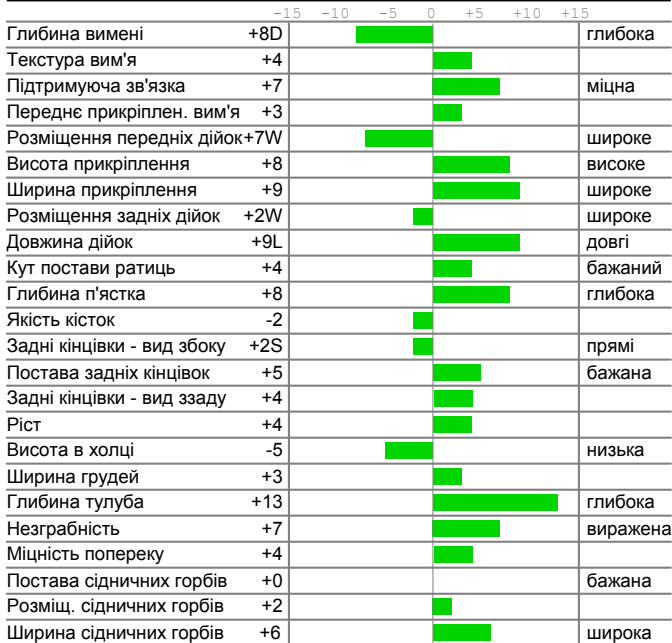 -15 -10 -5 0 +5 +10 +15
Глибина вимені +8D глибока
Текстура вим'я +4
Підтримуюча зв'язка +7 міцна
Переднє прикріплен. вим'я +3
Розміщення передніх дійок +7W широке
Висота прикріплення +8 високе
Ширина прикріплення +9 широке
Розміщення задніх дійок +2W широке
Довжина дійок +9L довгі
Кут постави ратиць +4 бажаний
Глибина п'ястка +8 глибока
Якість кісток -2
Задні кінцівки - вид збоку +2S прямі
Постава задніх кінцівок +5 бажана
Задні кінцівки - вид ззаду +4
Ріст +4
Висота в холці -5 низька
Ширина грудей +3
Глибина тулуба +13 глибока
Незграбність +7 виражена
Міцність попереку +4
Постава сідничних горбів +0 бажана
Розміщ. сідничних горбів +2
Ширина сідничних горбів +6 широка